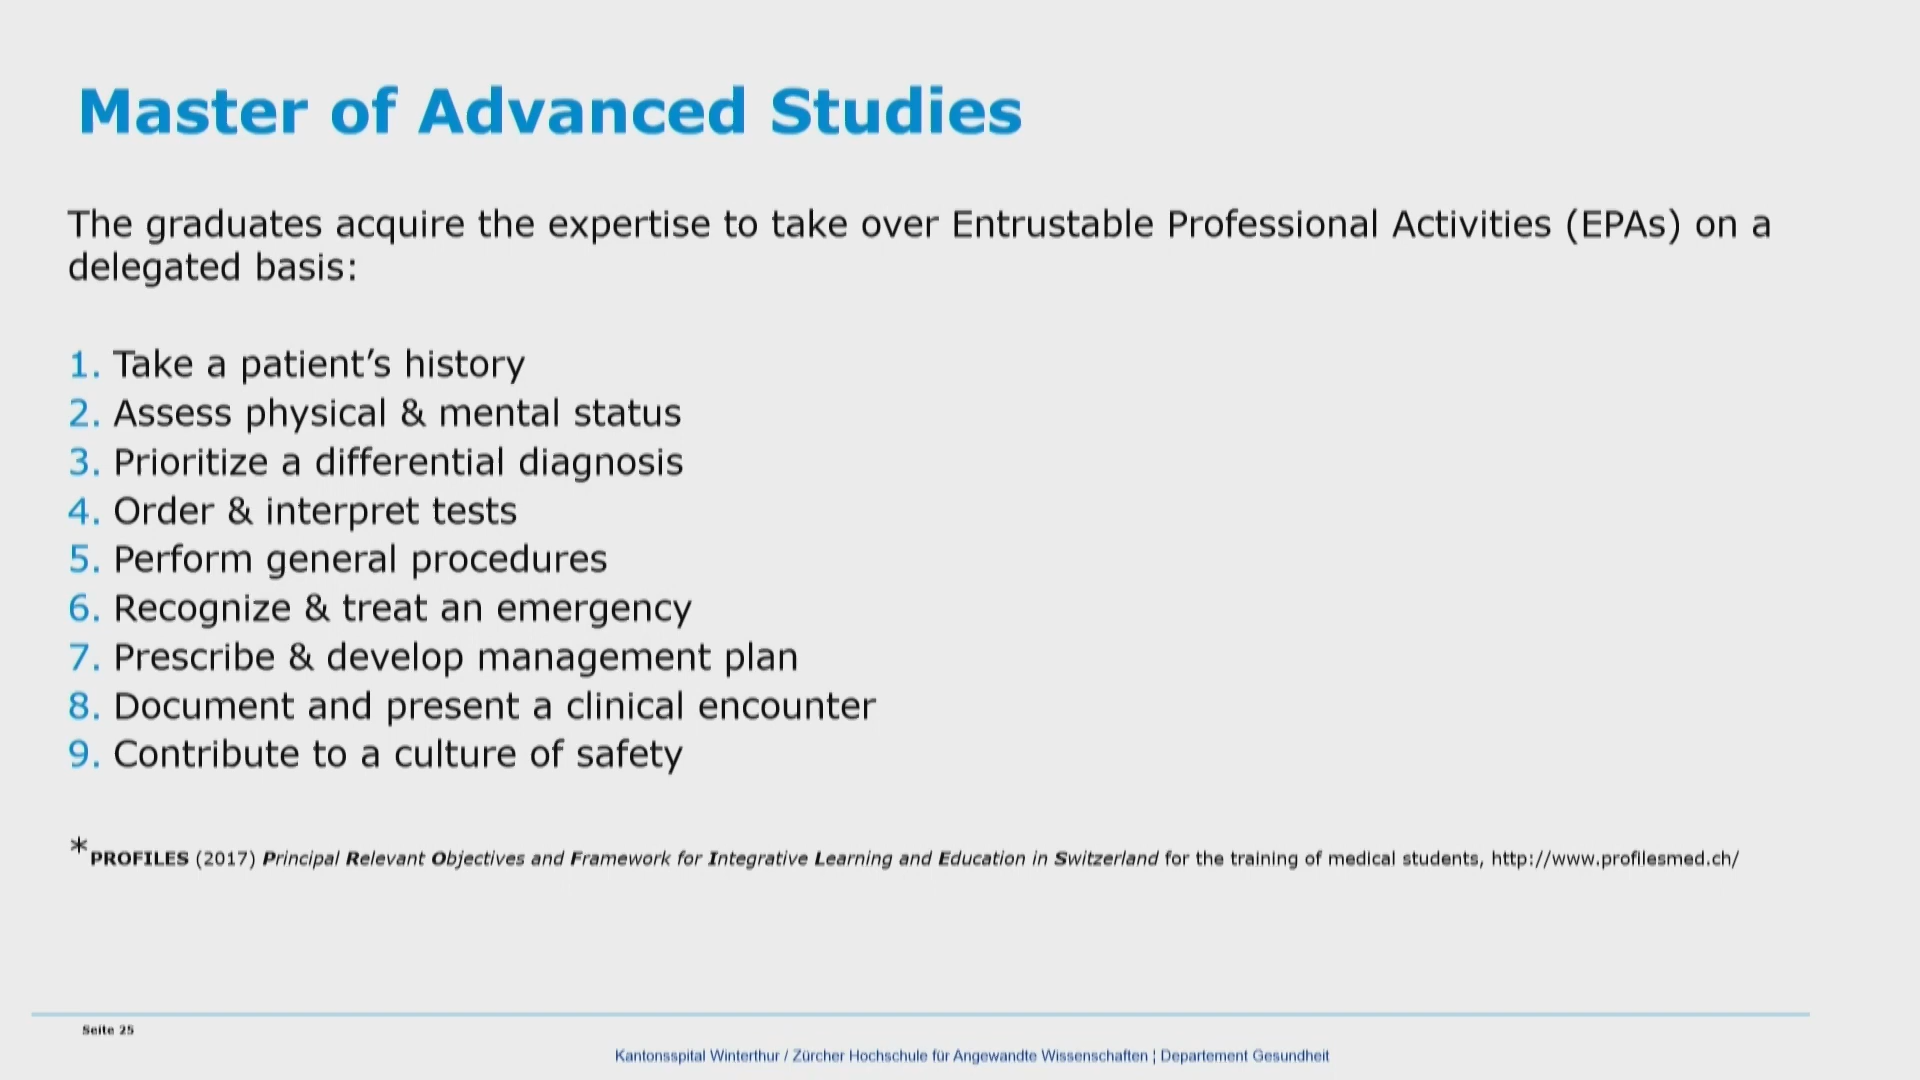 Master of Advanced Studies
The graduates acquire the expertise to take over Entrustable Professional Activities (EPAs) on a
delegated basis:
1. Take a patient’s history
2. Assess physical & mental status
3. Prioritize a differential diagnosis
4. Order & interpret tests
5. Perform general procedures
6. Recognize & treat an emergency
7. Prescribe & develop management plan
8. Document and present a clinical encounter
9. Contribute to a culture of safety
*PROFILES (2017) Principal Relevant Objectives and Framework for Integrative Learning and Education in Switzerland for the training of medical students, http://www.profilesmed.ch/
Seite 25
Kantonsspital Winterthur / Zürcher Hochschule für Angewandte Wissenschaften ¦ Departement Gesundheit